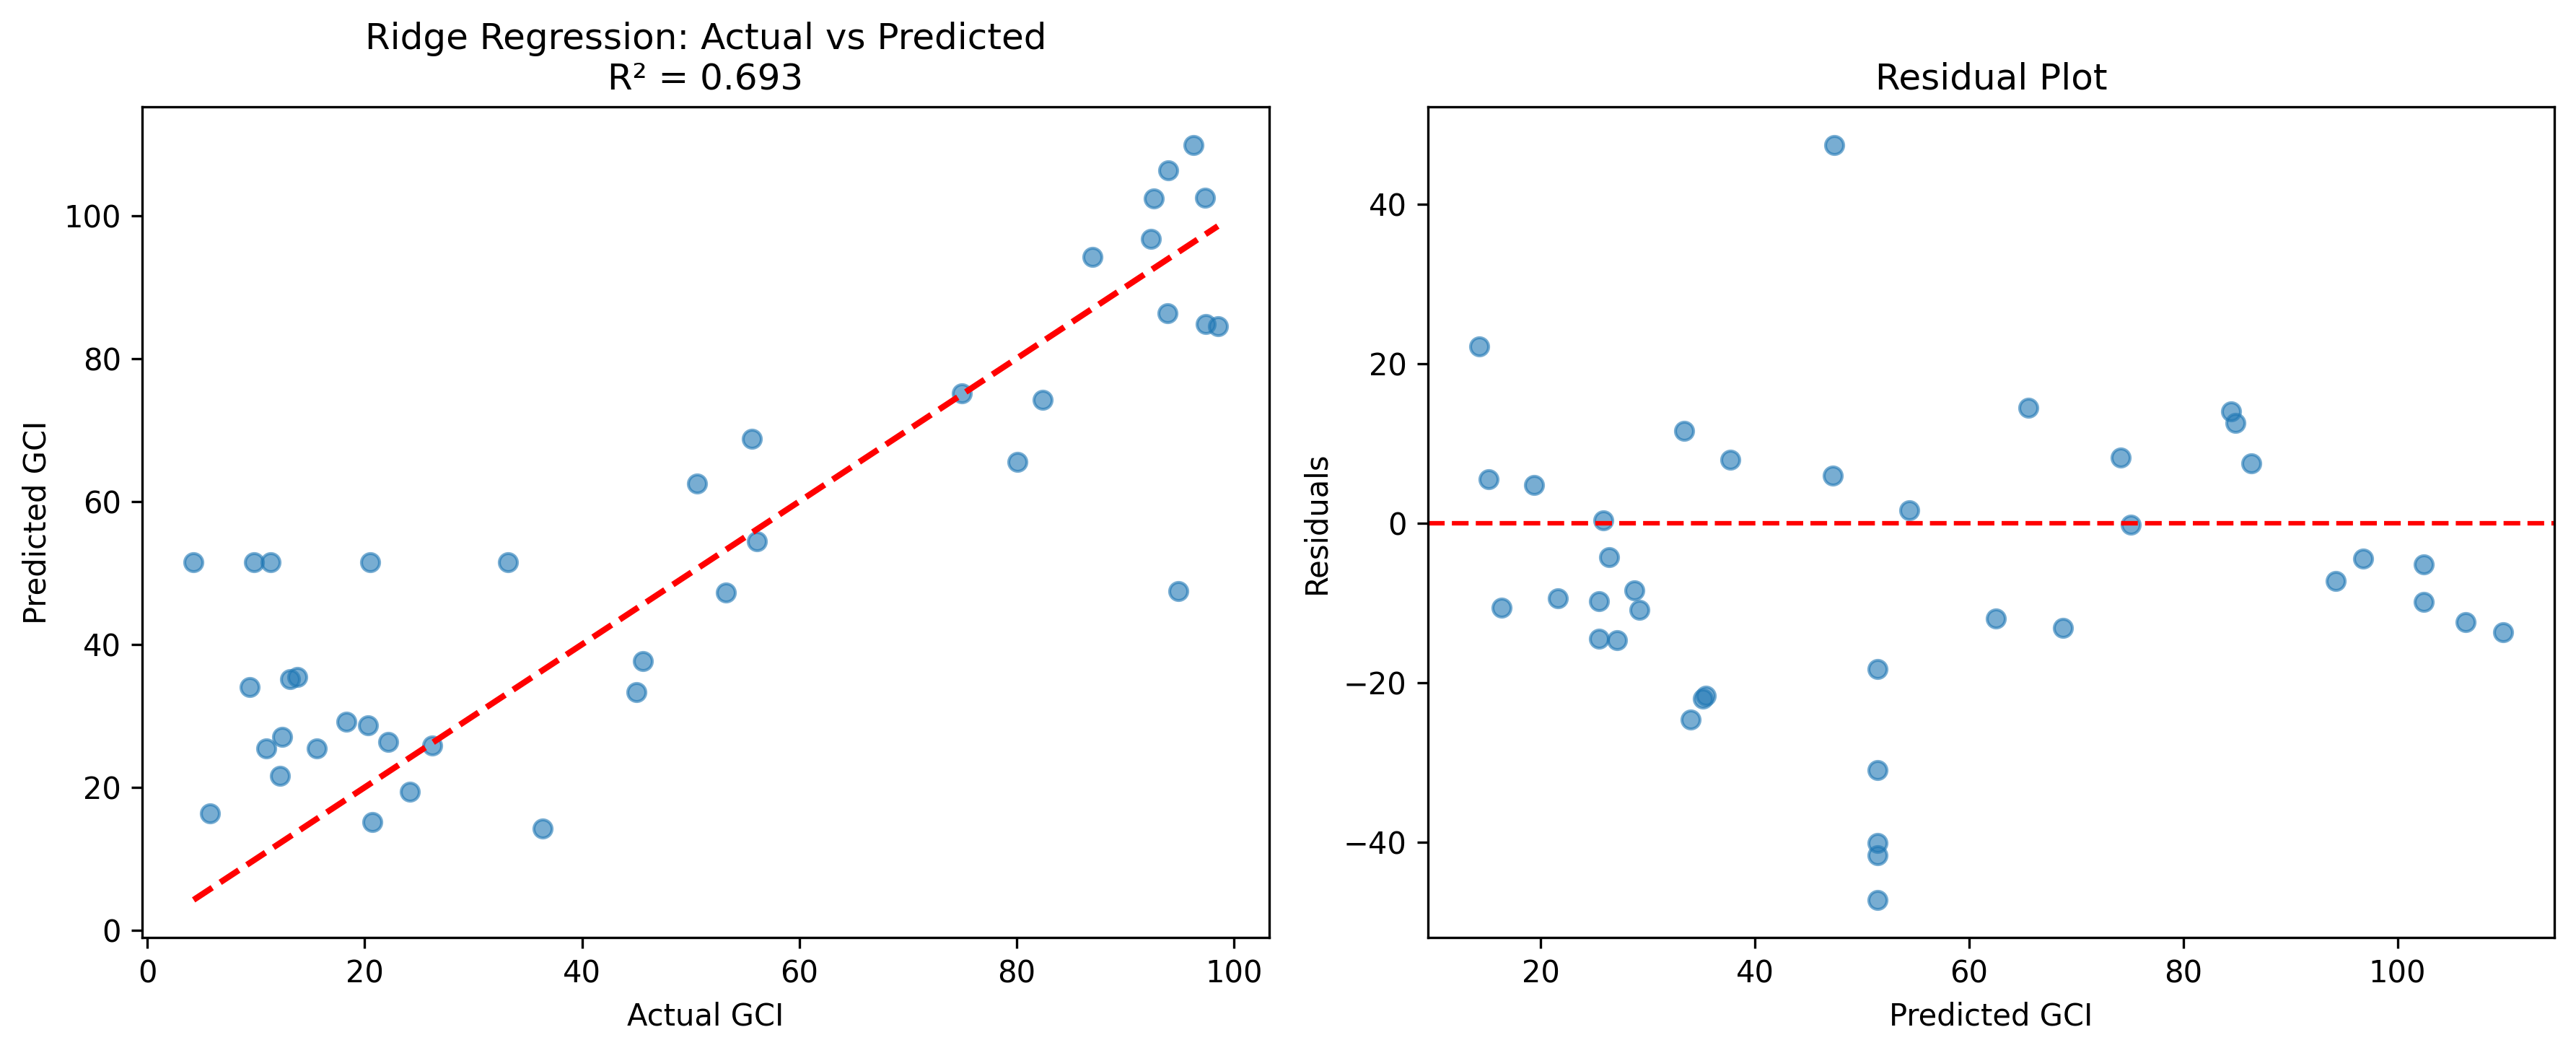 Ridge Regression: Actual vs Predicted
R² = 0.693
Predicted GCI
100
80
60
40
20
0
0 20 40 60 80 100
Actual GCI
Residual Plot
Residuals
40
20
0
−20
−40
20 40 60 80 100
Predicted GCI